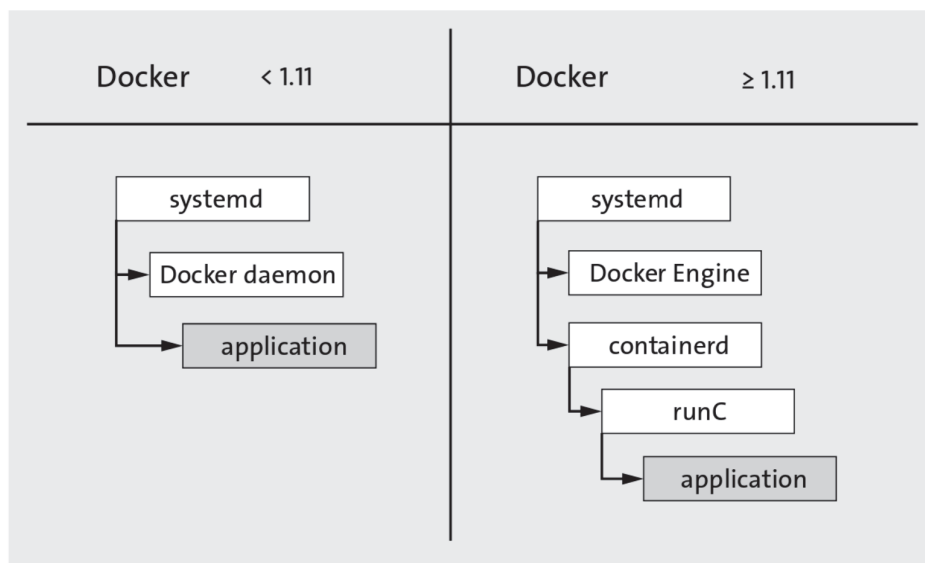 Docker < 1.11
systemd
Docker daemon
application
Docker ≥ 1.11
systemd
Docker Engine
containerd
runC
application